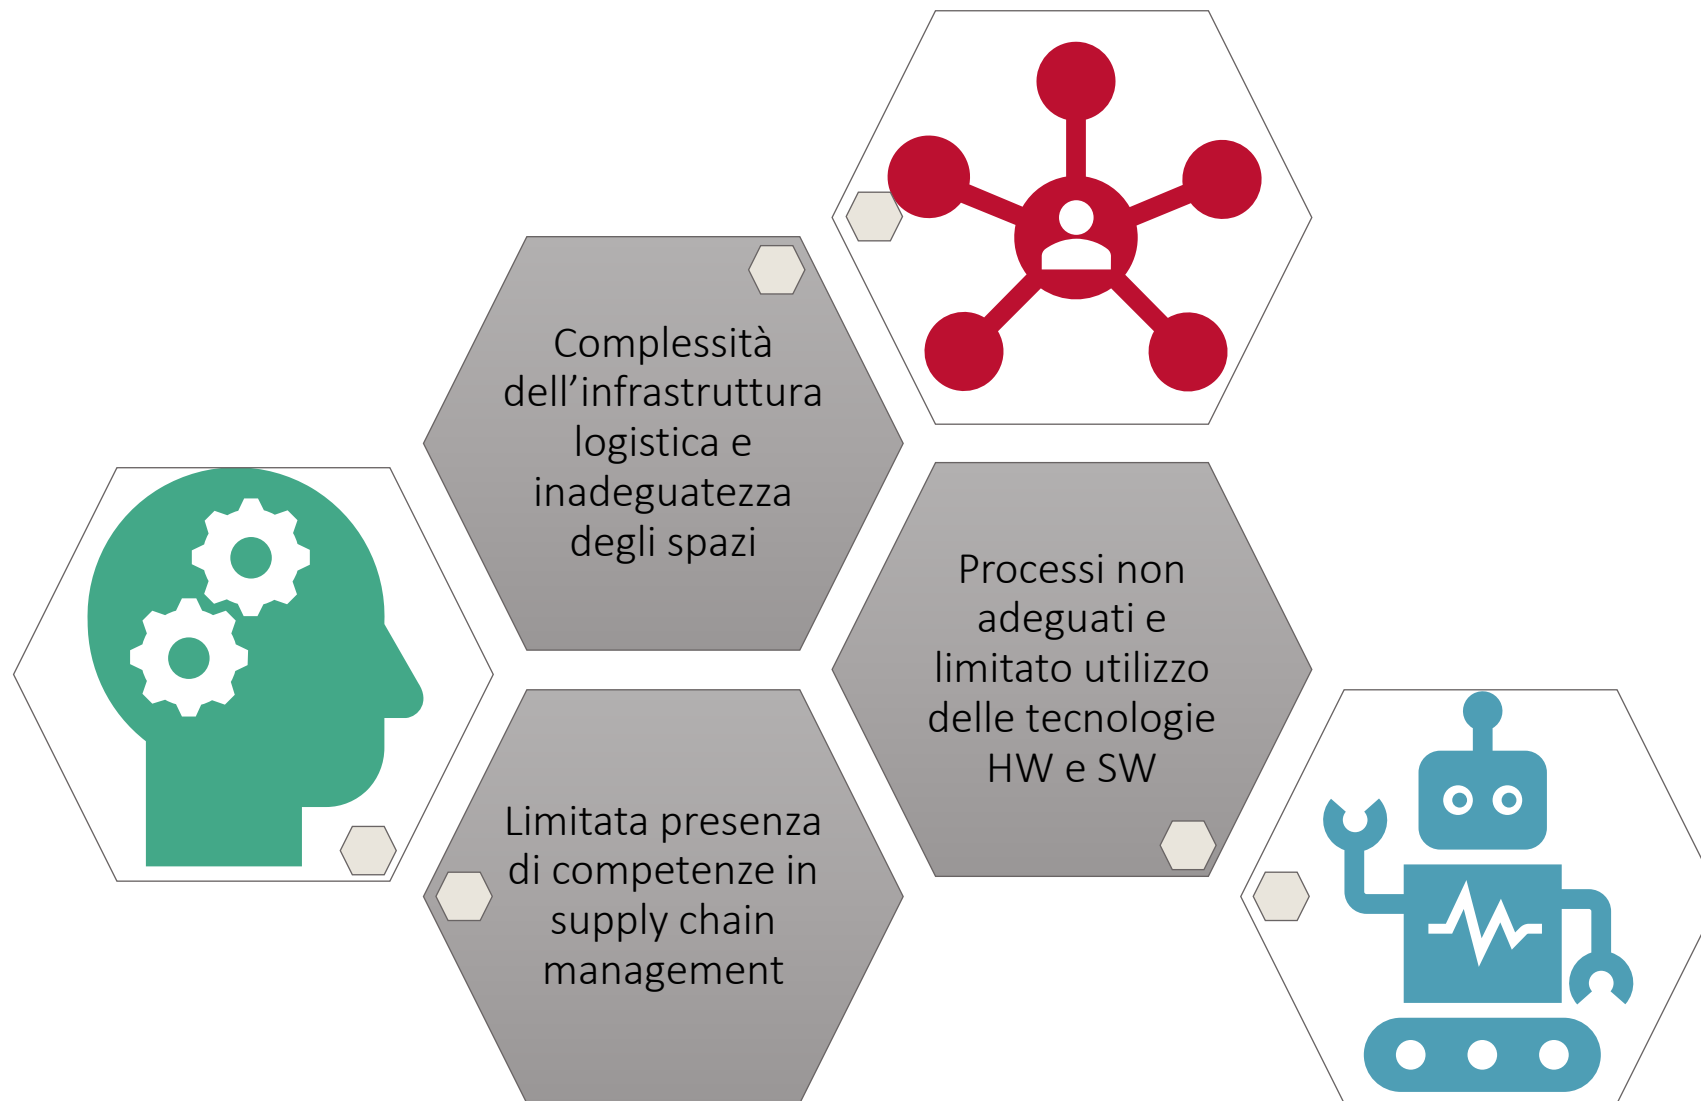 Complessità
dell’infrastruttura
logistica e
inadeguatezza
degli spazi
Processi non
adeguati e
limitato utilizzo
delle tecnologie
HW e SW
Limitata presenza
di competenze in
supply chain
management